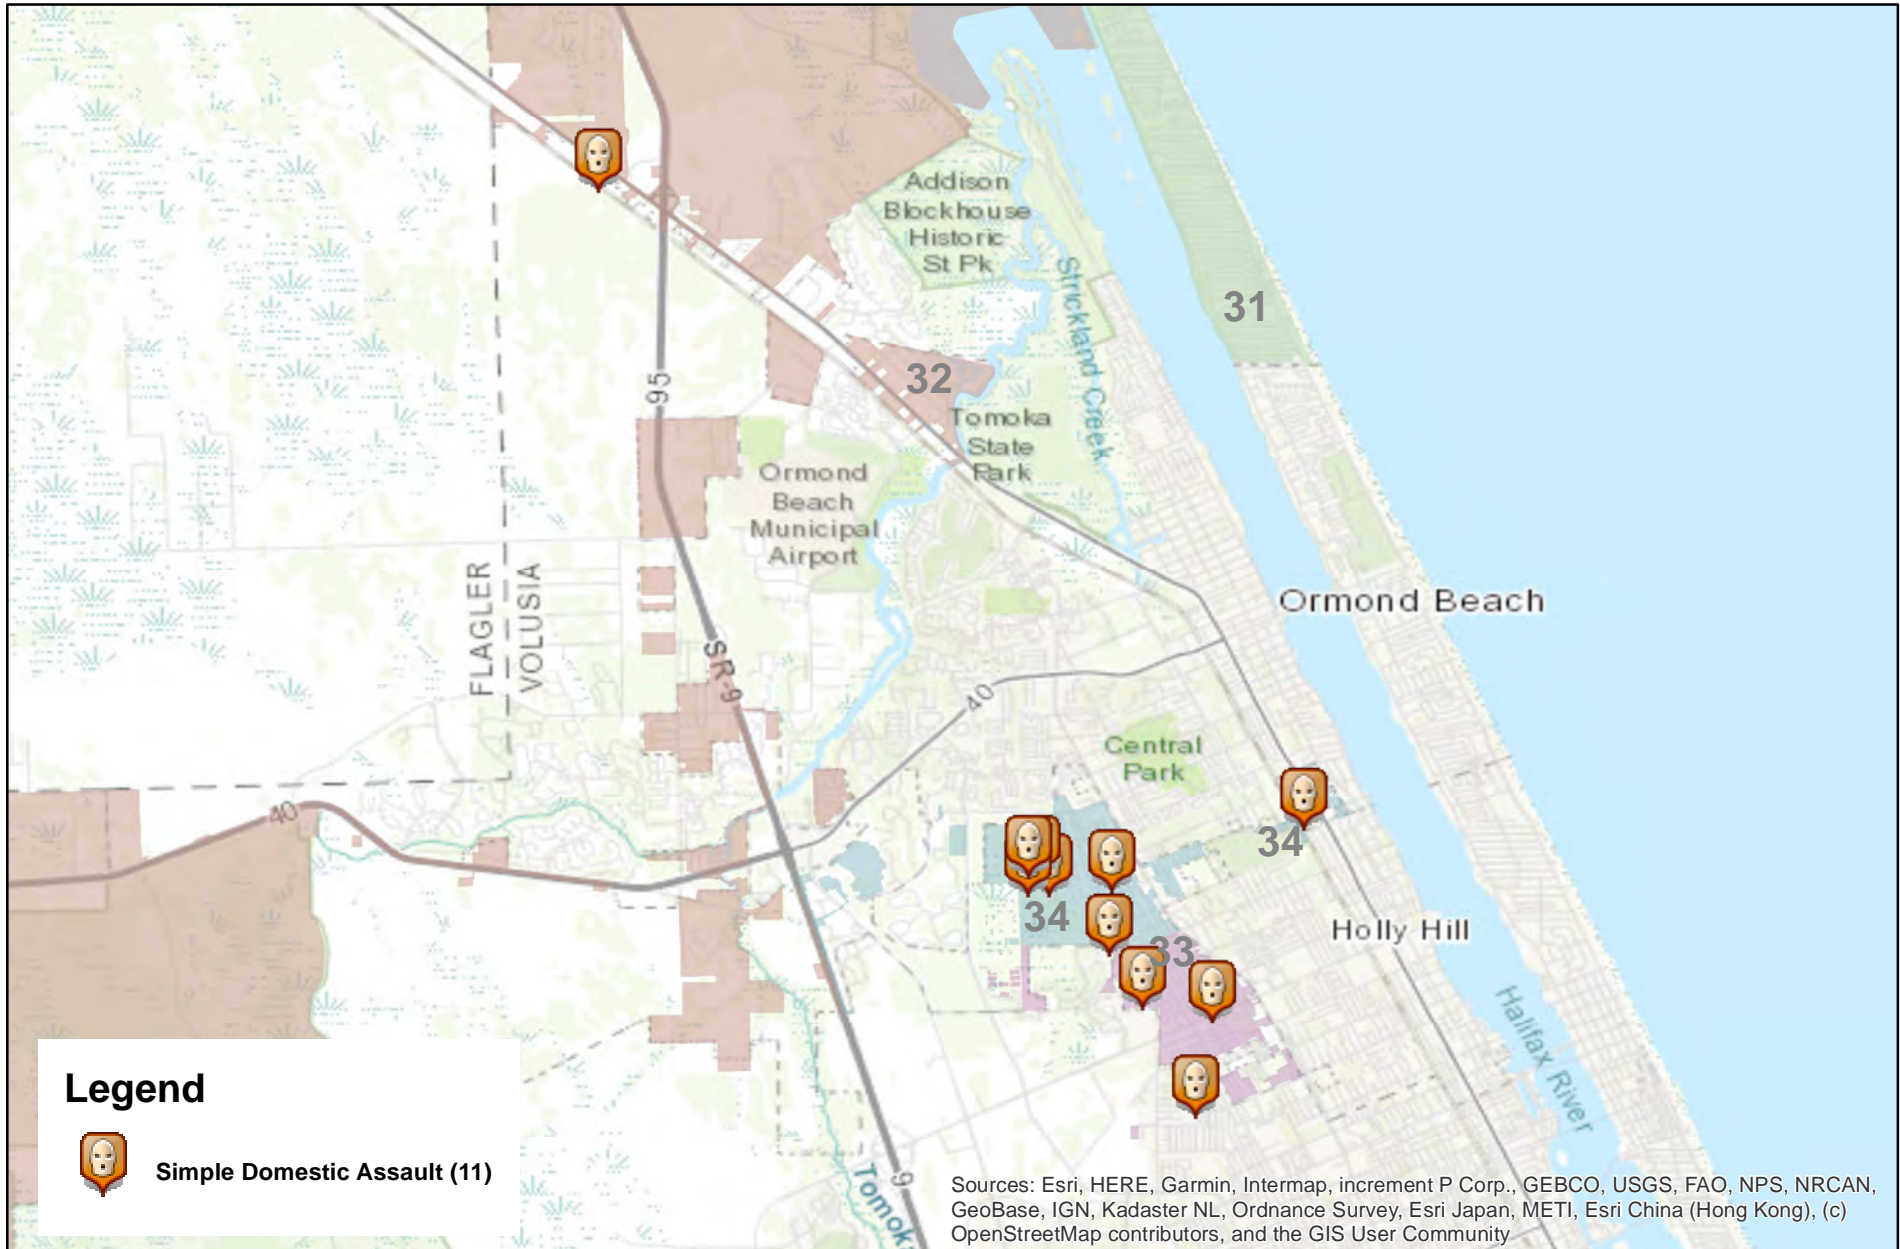 Addison
Blockhouse
Historic
St Pk
Strickland Creek
31
32
95
Tomoka
State
Park
Ormond
Beach
Municipal
Airport
FLAGLER
VOLUSIA
Ormond Beach
SR-9
40
Central
Park
40
34
34
33
Holly Hill
Halifax River
9
Legend
Simple Domestic Assault (11)
Sources: Esri, HERE, Garmin, Intermap, increment P Corp., GEBCO, USGS, FAO, NPS, NRCAN,
GeoBase, IGN, Kadaster NL, Ordnance Survey, Esri Japan, METI, Esri China (Hong Kong), (c)
OpenStreetMap contributors, and the GIS User Community